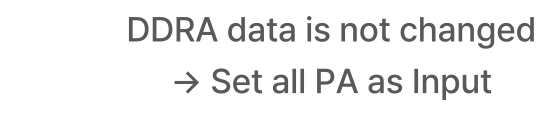 DDRA data is not changed
→ Set all PA as Input